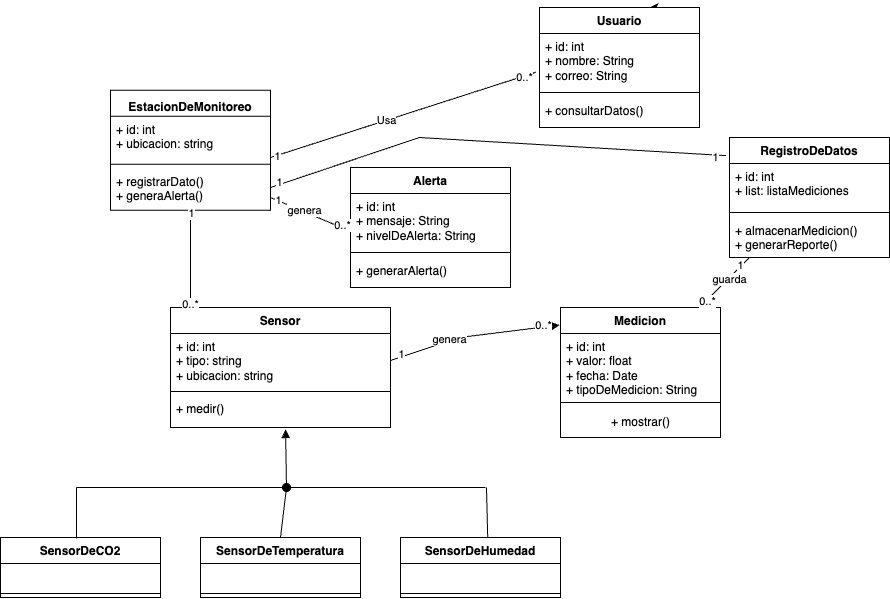 Usuario
+ id: int
+ nombre: String
+ correo: String
+ consultarDatos()
0..*
Usa
1
EstacionDeMonitoreo
+ id: int
+ ubicacion: string
+ registrarDato()
+ generaAlerta()
1
1
genera
0..*
1
Alerta
+ id: int
+ mensaje: String
+ nivelDeAlerta: String
+ generarAlerta()
1
RegistroDeDatos
+ id: int
+ list: listaMediciones
+ almacenarMedicion()
+ generarReporte()
1
guarda
0..*
0..*
Sensor
+ id: int
+ tipo: string
+ ubicacion: string
+ medir()
1
genera
0..*
Medicion
+ id: int
+ valor: float
+ fecha: Date
+ tipoDeMedicion: String
+ mostrar()
SensorDeCO2
SensorDeTemperatura
SensorDeHumedad